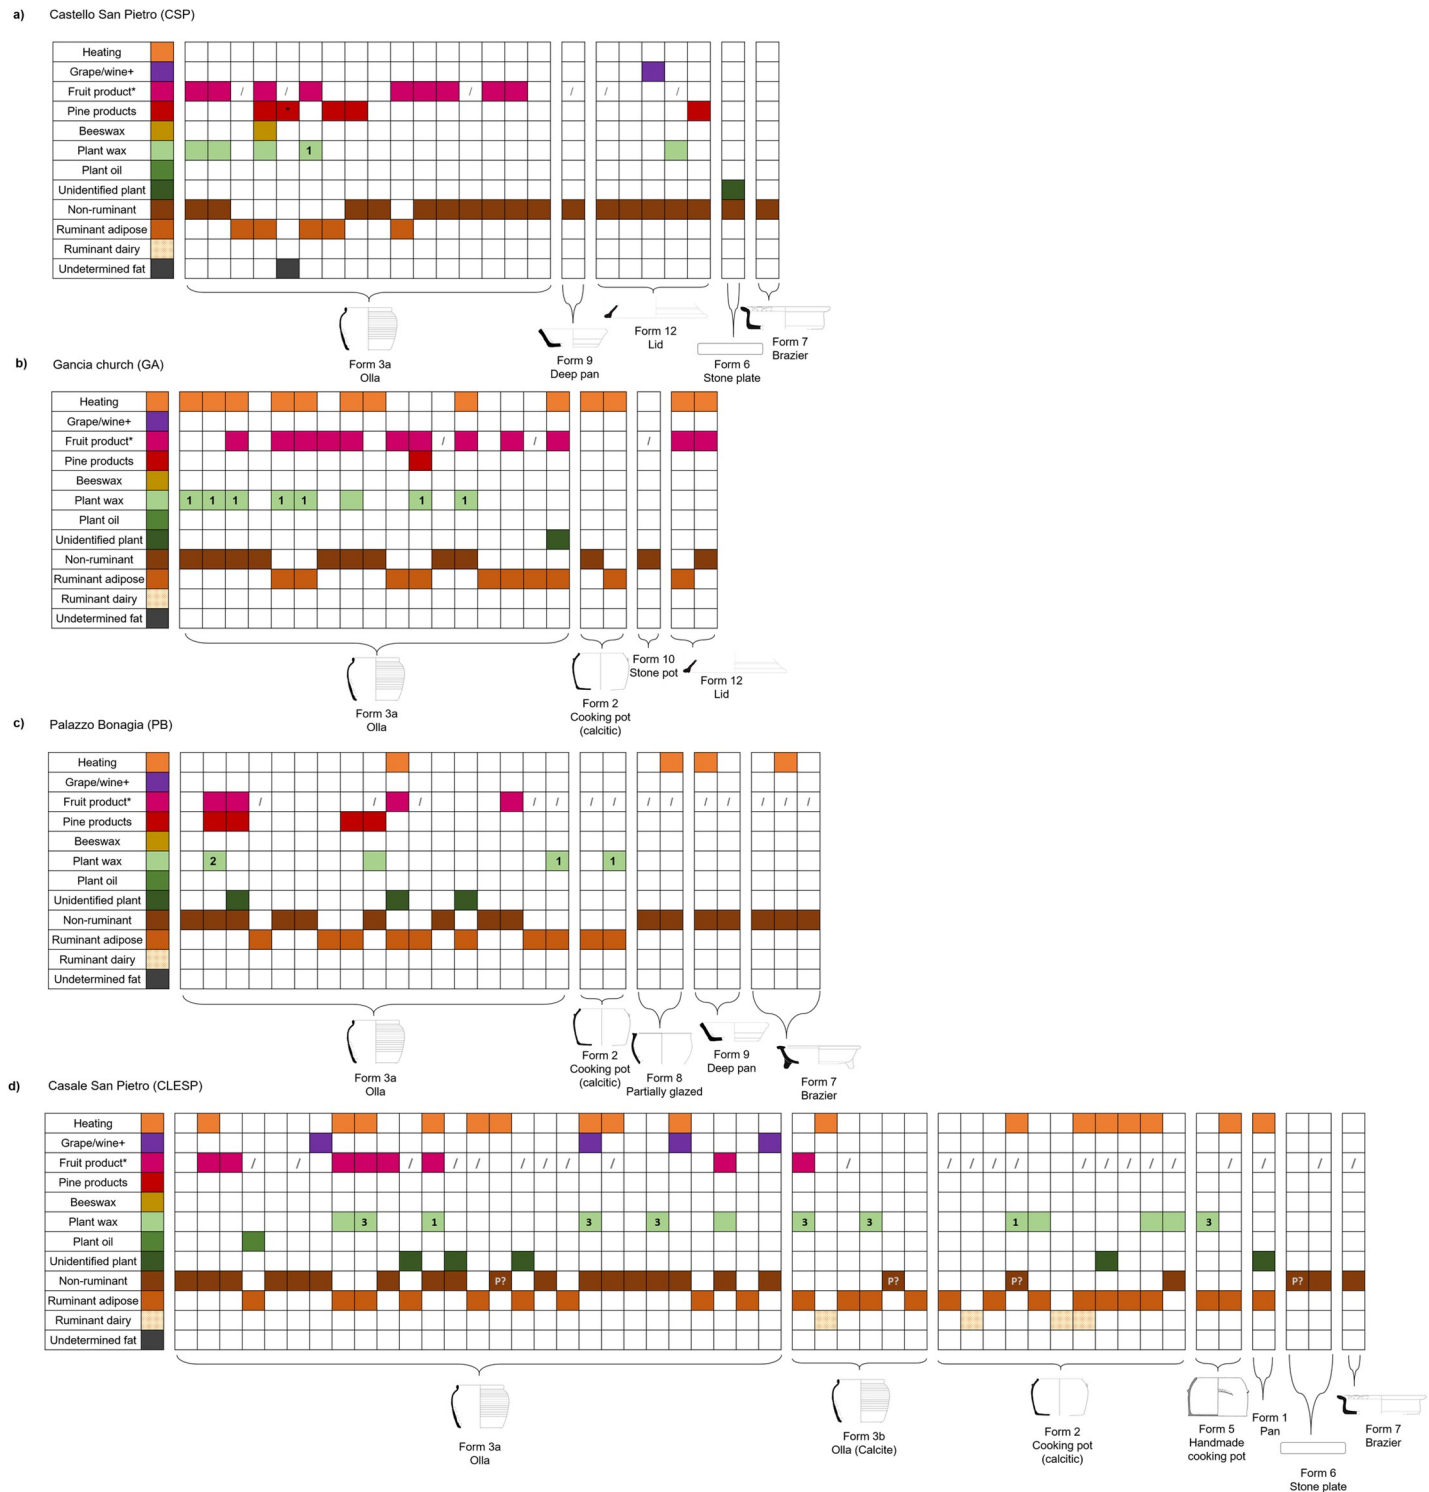 a) Castello San Pietro (CSP)
Heating
Grape/wine+
Fruit product* / / / / / /
Pine products *
Beeswax
Plant wax 1
Plant oil
Unidentified plant
Non-ruminant
Ruminant adipose
Ruminant dairy
Undetermined fat
Form 3a
Olla
Form 9
Deep pan
Form 12
Lid
Form 6
Stone plate
Form 7
Brazier
b) Gancia church (GA)
Heating
Grape/wine+
Fruit product* / / /
Pine products
Beeswax
Plant wax 1 1 1 1 1 1 1
Plant oil
Unidentified plant
Non-ruminant
Ruminant adipose
Ruminant dairy
Undetermined fat
Form 3a
Olla
Form 2
Cooking pot
(calcitic)
Form 10
Stone pot
Form 12
Lid
c) Palazzo Bonagia (PB)
Heating
Grape/wine+
Fruit product* / / / / / / / / / / / / / /
Pine products
Beeswax
Plant wax 2 1 1
Plant oil
Unidentified plant
Non-ruminant
Ruminant adipose
Ruminant dairy
Undetermined fat
Form 3a
Olla
Form 2
Cooking pot
(calcitic)
Form 8
Partially glazed
Form 9
Deep pan
Form 7
Brazier
d) Casale San Pietro (CLESP)
Heating
Grape/wine+
Fruit product* / / / / / / / / / / / / / / / / / / / / / / /
Pine products
Beeswax
Plant wax 3 1 3 3 3 3 1 3
Plant oil
Unidentified plant
Non-ruminant P? P? P? P?
Ruminant adipose
Ruminant dairy
Undetermined fat
Form 3a
Olla
Form 3b
Olla (Calcite)
Form 2
Cooking pot
(calcitic)
Form 5
Handmade
cooking pot
Form 1
Pan
Form 6
Stone plate
Form 7
Brazier